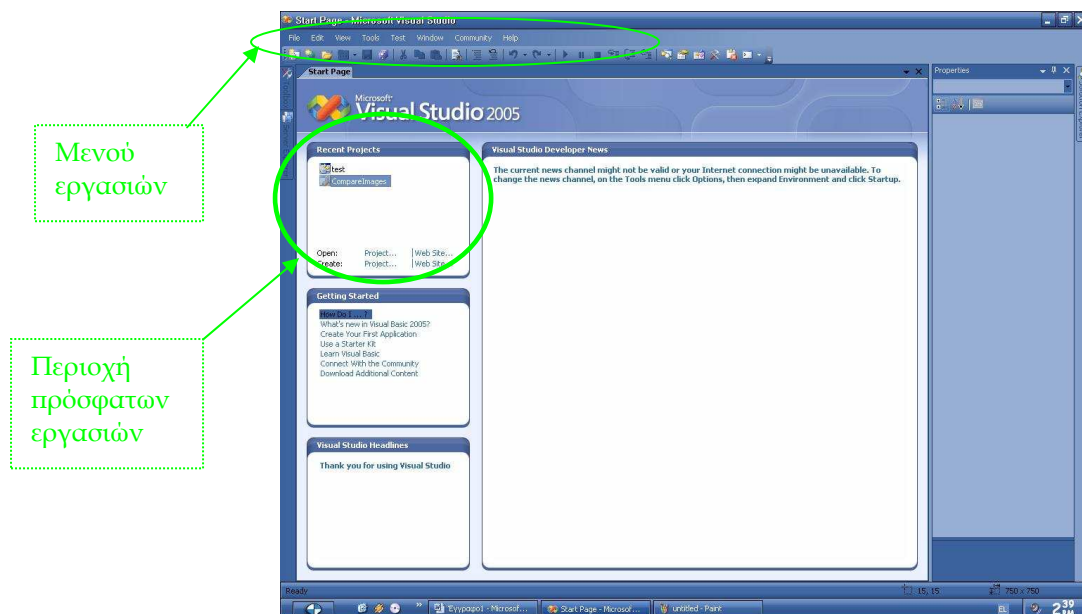 Start Page - Microsoft Visual Studio
File Edit View Tools Test Window Community Help
Start Page
Properties
Microsoft
Visual Studio 2005
Μενού
εργασιών
Recent Projects
test
CompareImages
Open: Project... Web Site...
Create: Project... Web Site...
Visual Studio Developer News
The current news channel might not be valid or your Internet connection might be unavailable. To
change the news channel, on the Tools menu click Options, then expand Environment and click Startup.
Getting Started
How Do I ...?
What's new in Visual Basic 2005?
Create Your First Application
Use a Starter Kit
Learn Visual Basic
Connect With the Community
Download Additional Content
Περιοχή
πρόσφατων
εργασιών
Visual Studio Headlines
Thank you for using Visual Studio
Ready
15, 15
750 x 750
Έγγραφο1 - Microsof...
Start Page - Microsof...
untitled - Paint
EL